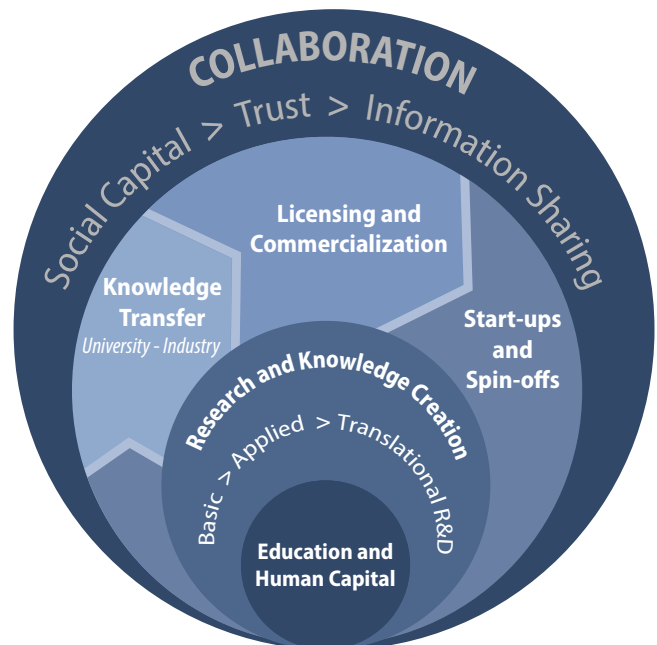 COLLABORATION
Social Capital > Trust > Information Sharing
Licensing and
Commercialization
Knowledge
Transfer
University - Industry
Start-ups
and
Spin-offs
Research and Knowledge Creation
Basic > Applied > Translational R&D
Education and
Human Capital